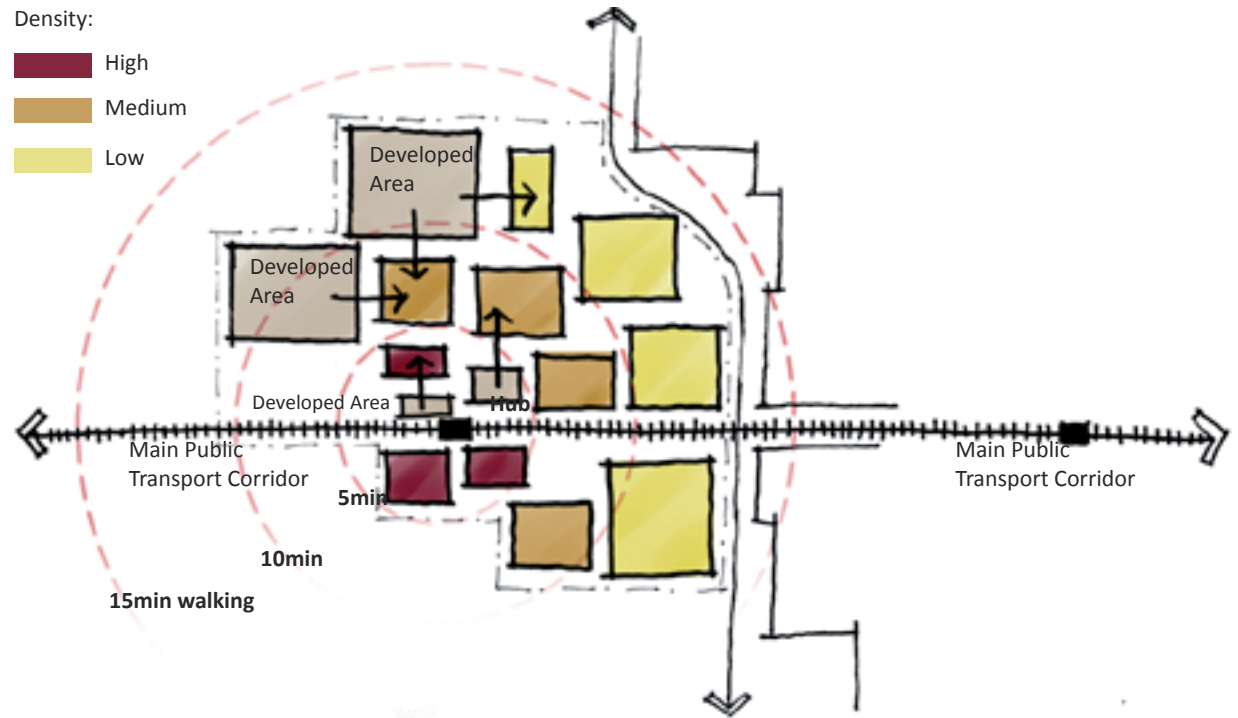 Density:
High
Medium
Low
Developed
Area
Developed
Area
Developed Area
Hub
Main Public
Transport Corridor
Main Public
Transport Corridor
5min
10min
15min walking